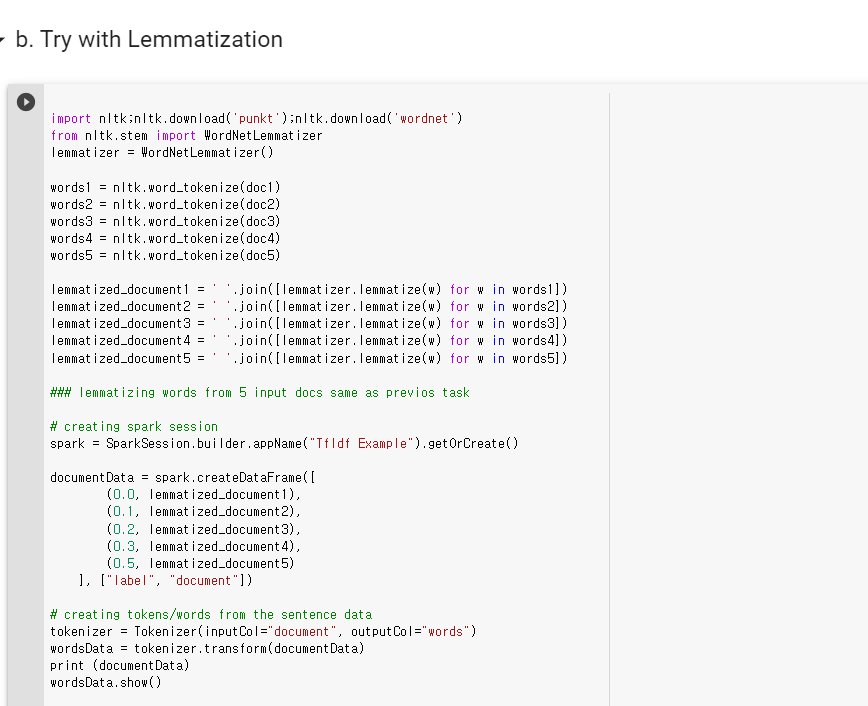 b. Try with Lemmatization
import nltk;nltk.download('punkt');nltk.download('wordnet')
from nltk.stem import WordNetLemmatizer
lemmatizer = WordNetLemmatizer()
words1 = nltk.word_tokenize(doc1)
words2 = nltk.word_tokenize(doc2)
words3 = nltk.word_tokenize(doc3)
words4 = nltk.word_tokenize(doc4)
words5 = nltk.word_tokenize(doc5)
lemmatized_document1 = ' '.join([lemmatizer.lemmatize(w) for w in words1])
lemmatized_document2 = ' '.join([lemmatizer.lemmatize(w) for w in words2])
lemmatized_document3 = ' '.join([lemmatizer.lemmatize(w) for w in words3])
lemmatized_document4 = ' '.join([lemmatizer.lemmatize(w) for w in words4])
lemmatized_document5 = ' '.join([lemmatizer.lemmatize(w) for w in words5])
### lemmatizing words from 5 input docs same as previos task
# creating spark session
spark = SparkSession.builder.appName("TfIdf Example").getOrCreate()
documentData = spark.createDataFrame([
(0.0, lemmatized_document1),
(0.1, lemmatized_document2),
(0.2, lemmatized_document3),
(0.3, lemmatized_document4),
(0.5, lemmatized_document5)
], ["label", "document"])
# creating tokens/words from the sentence data
tokenizer = Tokenizer(inputCol="document", outputCol="words")
wordsData = tokenizer.transform(documentData)
print (documentData)
wordsData.show()